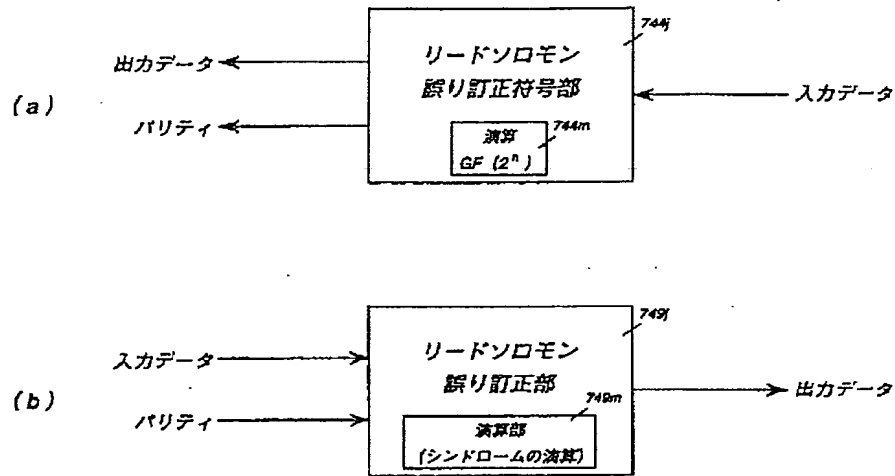 (a)
出力データ
パリティ
リードソロモン
誤り訂正符号部
744j
演算
GF (2ⁿ)
744m
入力データ
(b)
入力データ
パリティ
リードソロモン
誤り訂正部
749j
749m
演算部
(シンドロームの演算)
出力データ